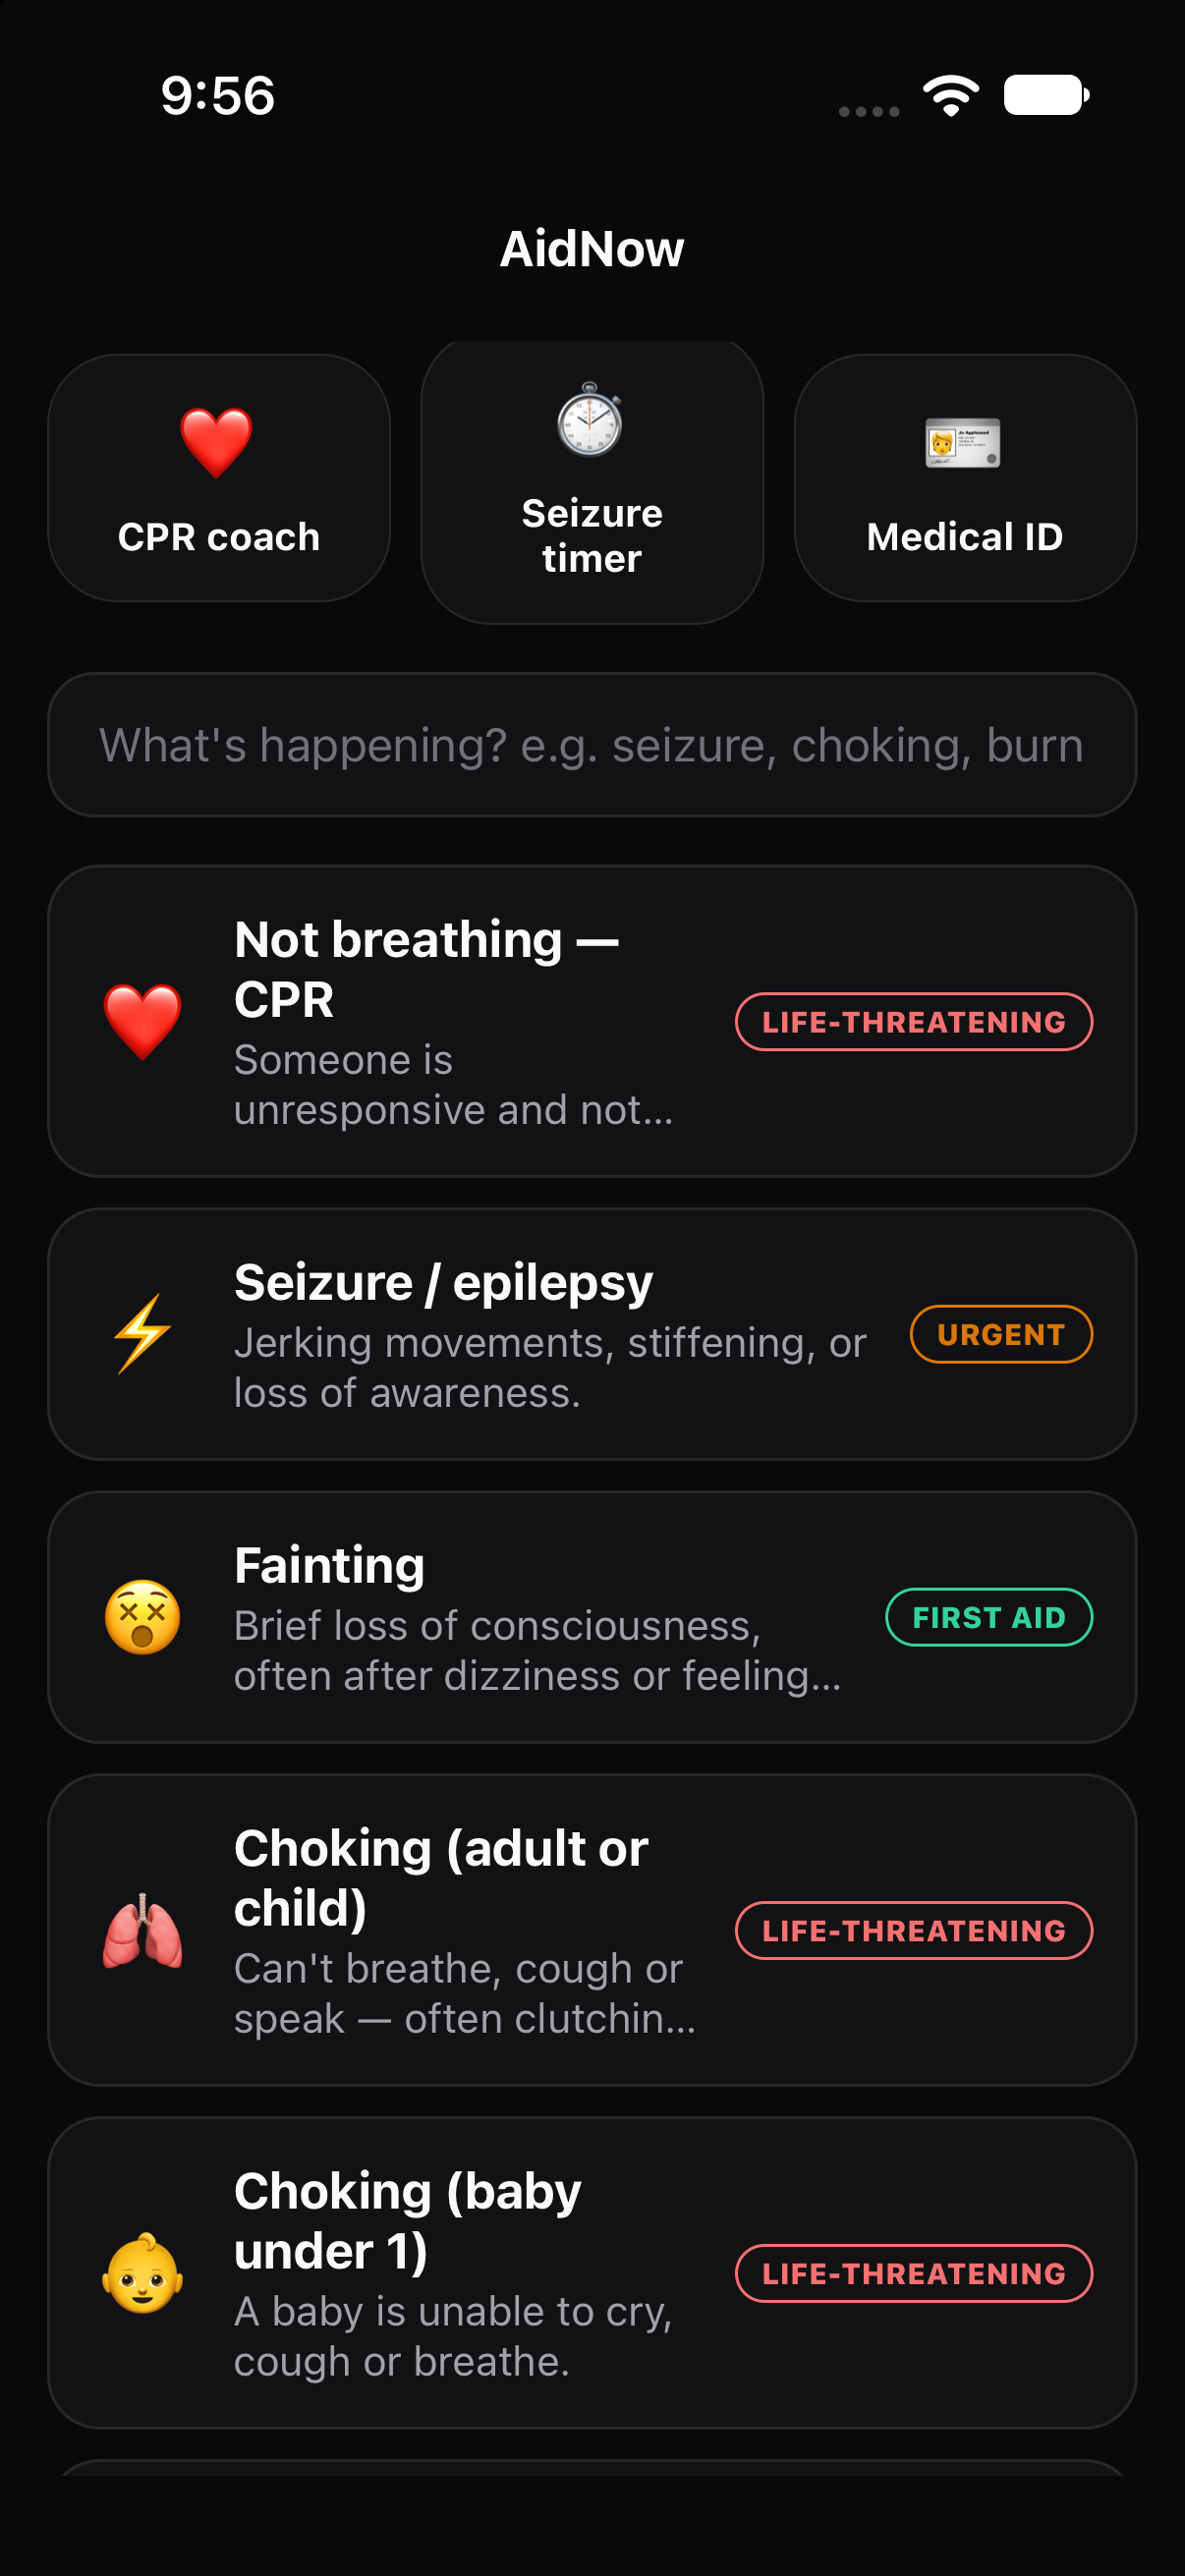 9:56
AidNow
CPR coach
Seizure
timer
Medical ID
What's happening? e.g. seizure, choking, burn
Not breathing —
CPR
Someone is
unresponsive and not...
LIFE-THREATENING
Seizure / epilepsy
Jerking movements, stiffening, or
loss of awareness.
URGENT
Fainting
Brief loss of consciousness,
often after dizziness or feeling...
FIRST AID
Choking (adult or
child)
Can't breathe, cough or
speak — often clutchin...
LIFE-THREATENING
Choking (baby
under 1)
A baby is unable to cry,
cough or breathe.
LIFE-THREATENING